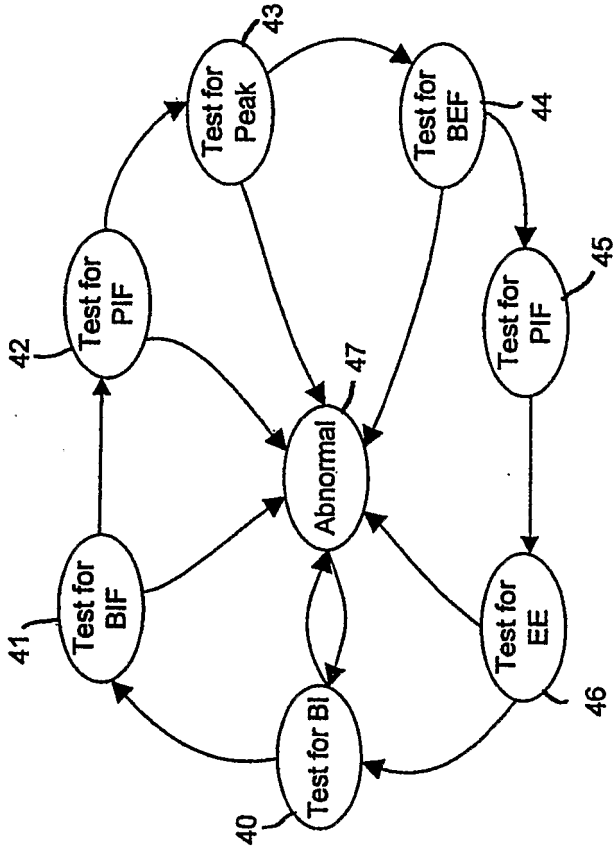 40
Test for BI
41
Test for
BIF
42
Test for
PIF
43
Test for
Peak
44
Test for
BEF
45
Test for
PIF
46
Test for
EE
47
Abnormal